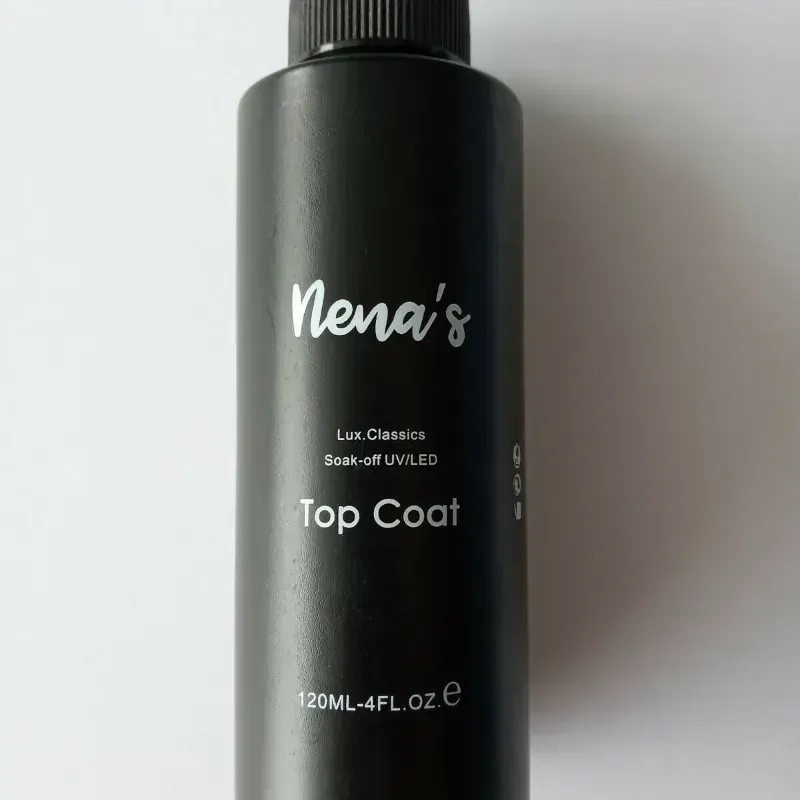 Nena's
Lux.Classics
Soak-off UV/LED
Top Coat
120ML-4FL.OZ.℮